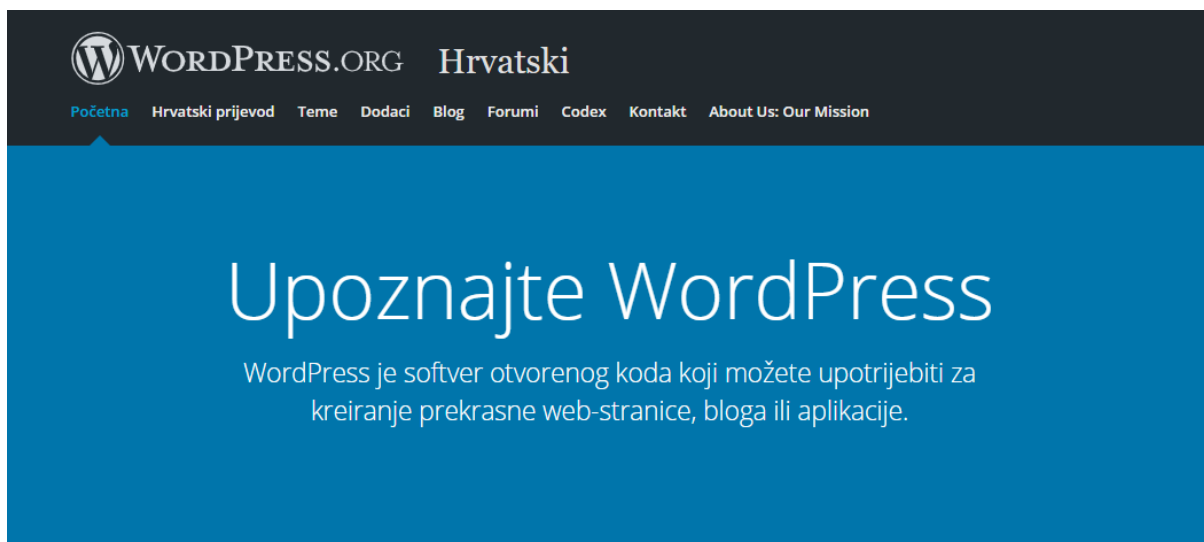 WORDPRESS.ORG Hrvatski
Početna Hrvatski prijevod Teme Dodaci Blog Forumi Codex Kontakt About Us: Our Mission
Upoznajte WordPress
WordPress je softver otvorenog koda koji možete upotrijebiti za
kreiranje prekrasne web-stranice, bloga ili aplikacije.